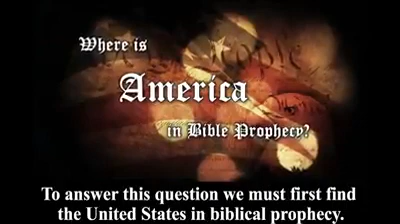 Where is
America
in Bible Prophecy?
To answer this question we must first find
the United States in biblical prophecy.